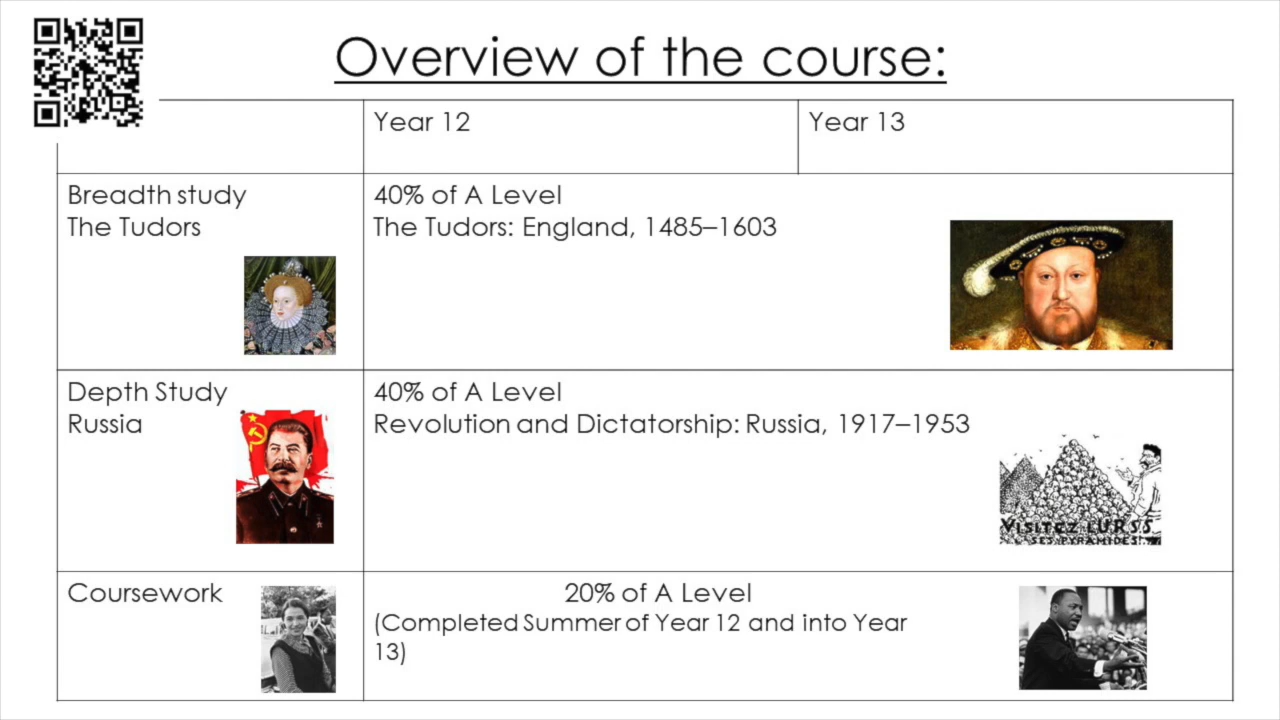 Overview of the course:
Year 12
Year 13
Breadth study
The Tudors
40% of A Level
The Tudors: England, 1485–1603
Depth Study
Russia
40% of A Level
Revolution and Dictatorship: Russia, 1917–1953
VISITEZ L'U.R.S.S.
SES PYRAMIDES!
Coursework
20% of A Level
(Completed Summer of Year 12 and into Year
13)